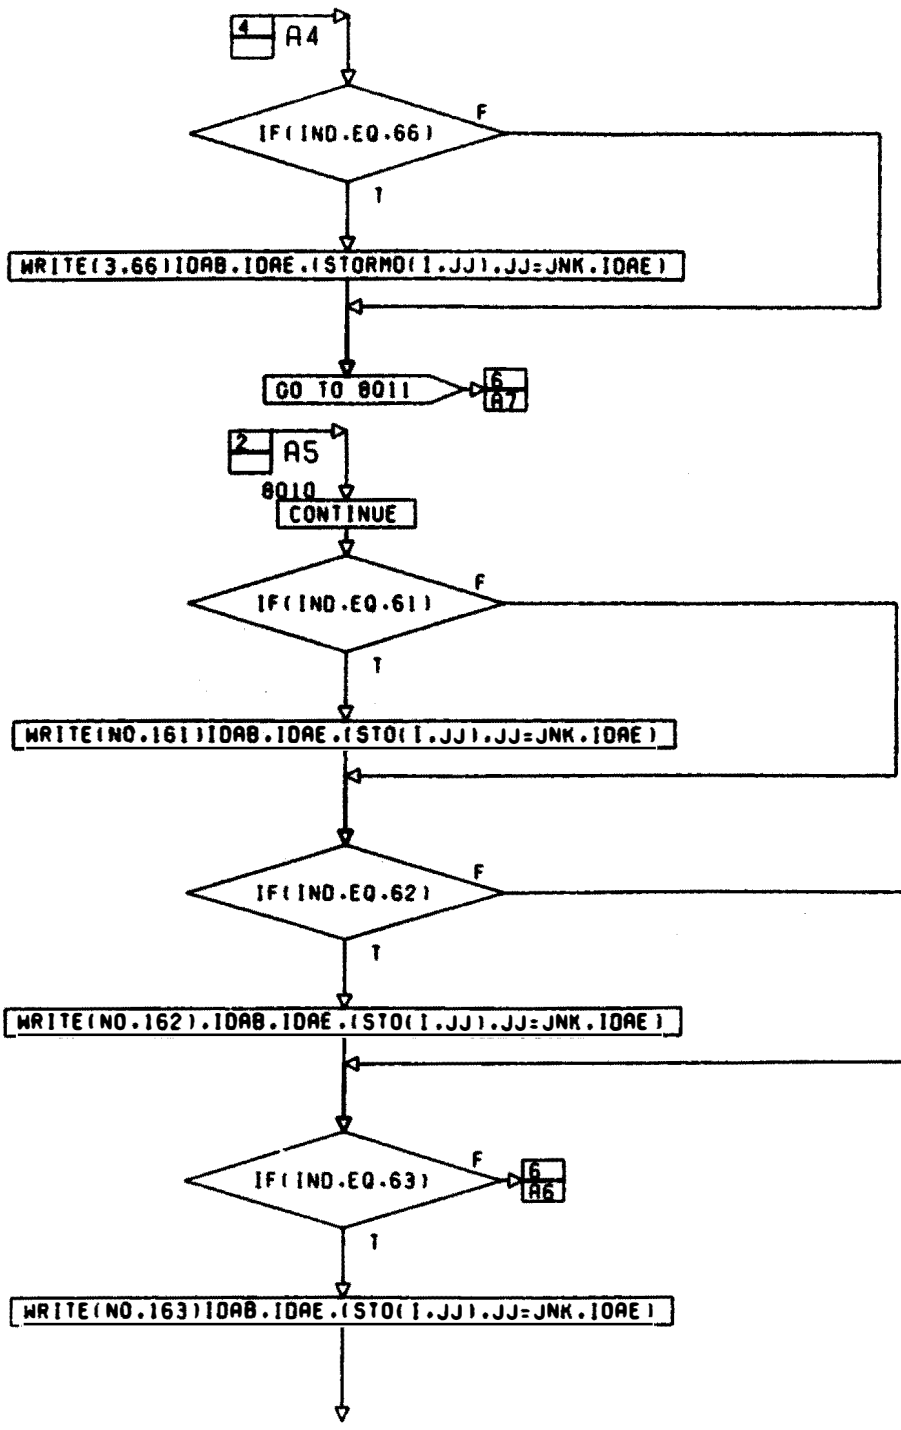 4
A4
IF(IND.EQ.66)
F
T
WRITE(3.66)IDAB.IDAE.(STORMO(I.JJ).JJ=JNK.IDAE)
GO TO 8011
6
A7
2
A5
8010
CONTINUE
IF(IND.EQ.61)
F
T
WRITE(NO.161)IDAB.IDAE.(STO(I.JJ).JJ=JNK.IDAE)
IF(IND.EQ.62)
F
T
WRITE(NO.162).IDAB.IDAE.(STO(I.JJ).JJ=JNK.IDAE)
IF(IND.EQ.63)
F
6
A6
T
WRITE(NO.163)IDAB.IDAE.(STO(I.JJ).JJ=JNK.IDAE)